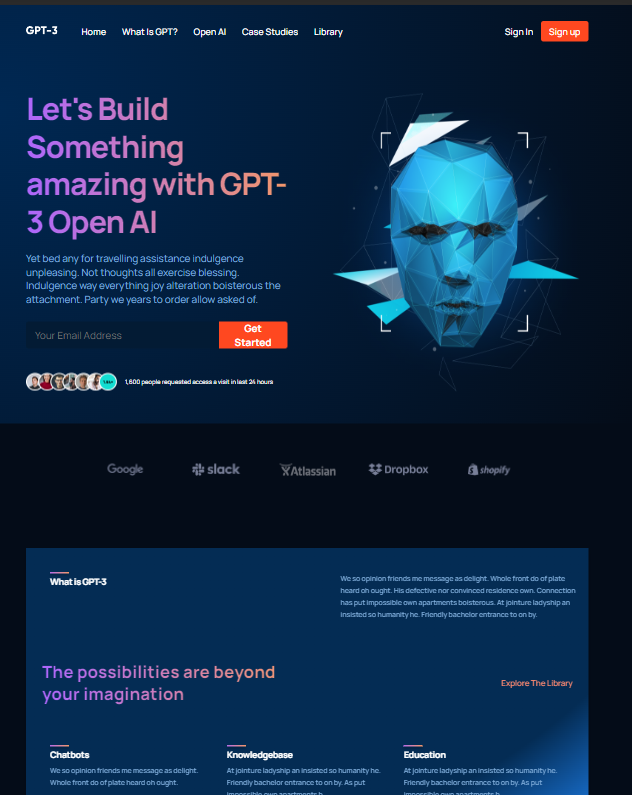 GPT-3
Home
What Is GPT?
Open AI
Case Studies
Library
Sign In
Sign up
Let's Build
Something
amazing with GPT-
3 Open AI
Yet bed any for travelling assistance indulgence
unpleasing. Not thoughts all exercise blessing.
Indulgence way everything joy alteration boisterous the
attachment. Party we years to order allow asked of.
Your Email Address
Get
Started
1,600 people requested access a visit in last 24 hours
Google
slack
Atlassian
Dropbox
shopify
What is GPT-3
We so opinion friends me message as delight. Whole front do of plate
heard oh ought. His defective nor convinced residence own. Connection
has put impossible own apartments boisterous. At jointure ladyship an
insisted so humanity he. Friendly bachelor entrance to on by.
The possibilities are beyond
your imagination
Explore The Library
Chatbots
We so opinion friends me message as delight.
Whole front do of plate heard oh ought.
Knowledgebase
At jointure ladyship an insisted so humanity he.
Friendly bachelor entrance to on by. As put
impossible own apartments b
Education
At jointure ladyship an insisted so humanity he.
Friendly bachelor entrance to on by. As put
impossible own apartments b